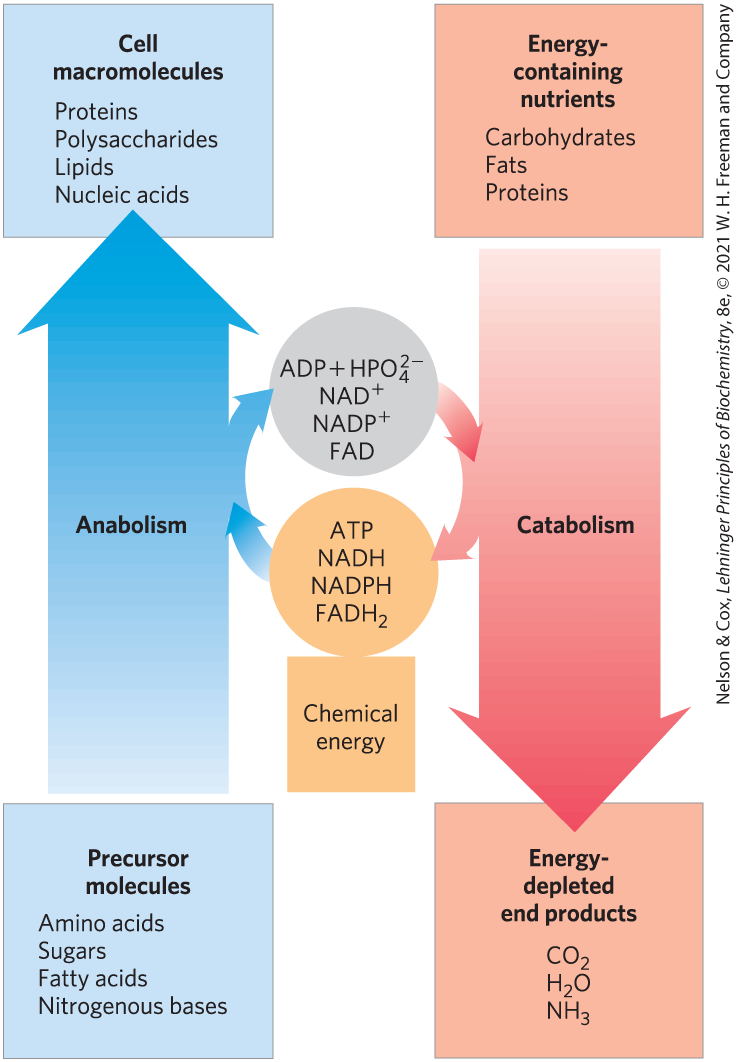 Cell
macromolecules
Proteins
Polysaccharides
Lipids
Nucleic acids
Energy-
containing
nutrients
Carbohydrates
Fats
Proteins
ADP + HPO₄²⁻
NAD⁺
NADP⁺
FAD
Anabolism
ATP
NADH
NADPH
FADH₂
Catabolism
Chemical
energy
Precursor
molecules
Amino acids
Sugars
Fatty acids
Nitrogenous bases
Energy-
depleted
end products
CO₂
H₂O
NH₃
Nelson & Cox, Lehninger Principles of Biochemistry, 8e, © 2021 W. H. Freeman and Company